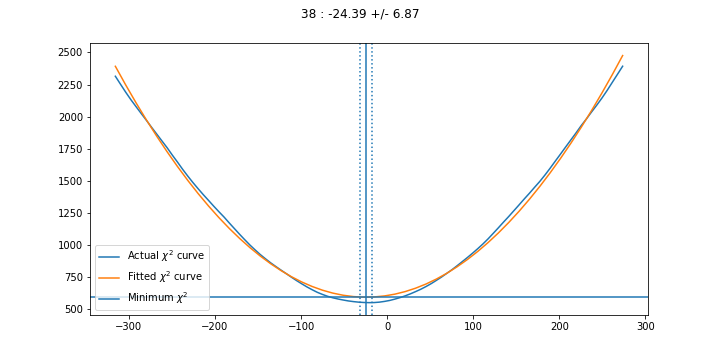 38 : -24.39 +/- 6.87
2500
2250
2000
1750
1500
1250
1000
750
500
Actual χ² curve
Fitted χ² curve
Minimum χ²
−300 −200 −100 0 100 200 300